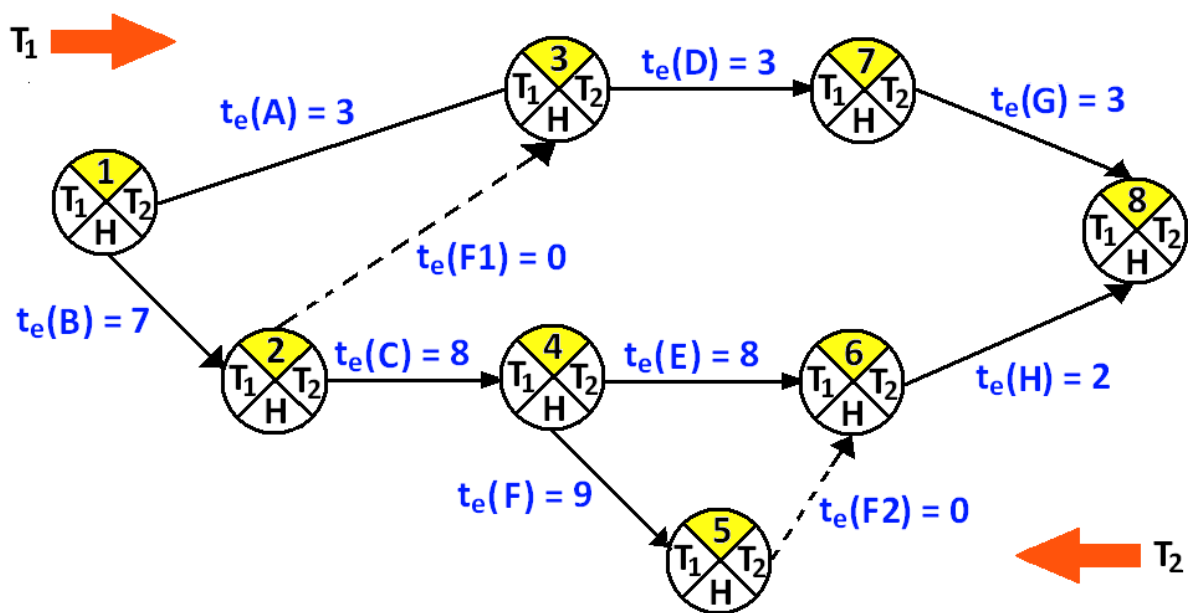 T₁
tₑ(A) = 3
3
T₁ T₂
H
tₑ(D) = 3
7
T₁ T₂
H
tₑ(G) = 3
1
T₁ T₂
H
8
T₁ T₂
H
tₑ(F1) = 0
tₑ(B) = 7
2
T₁ T₂
H
tₑ(C) = 8
4
T₁ T₂
H
tₑ(E) = 8
6
T₁ T₂
H
tₑ(H) = 2
tₑ(F) = 9
5
T₁ T₂
H
tₑ(F2) = 0
T₂